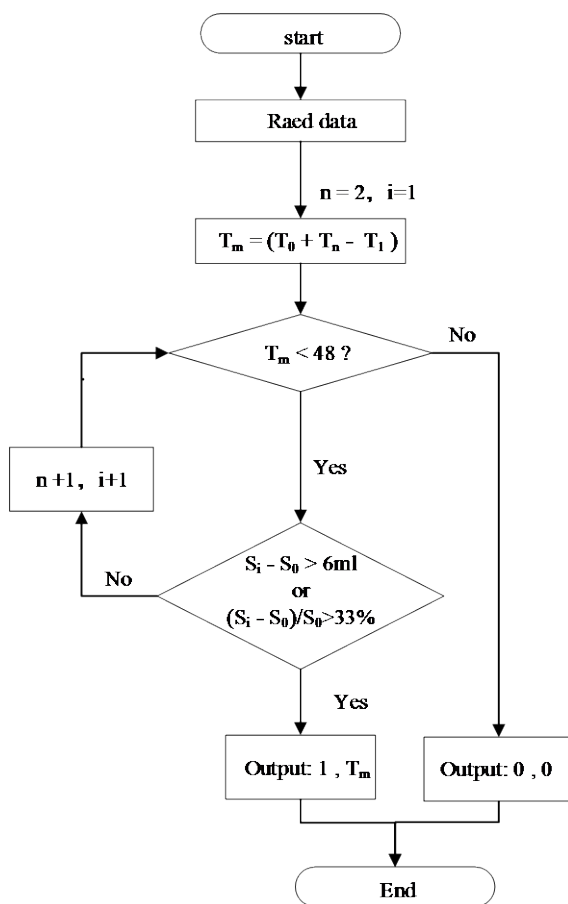 start
Raed data
n = 2, i=1
Tₘ = (T₀ + Tₙ - T₁ )
Tₘ < 48 ?
No
Yes
n +1, i+1
No
Sᵢ - S₀ > 6ml
or
(Sᵢ - S₀)/S₀>33%
Yes
Output: 1 , Tₘ
Output: 0 , 0
End